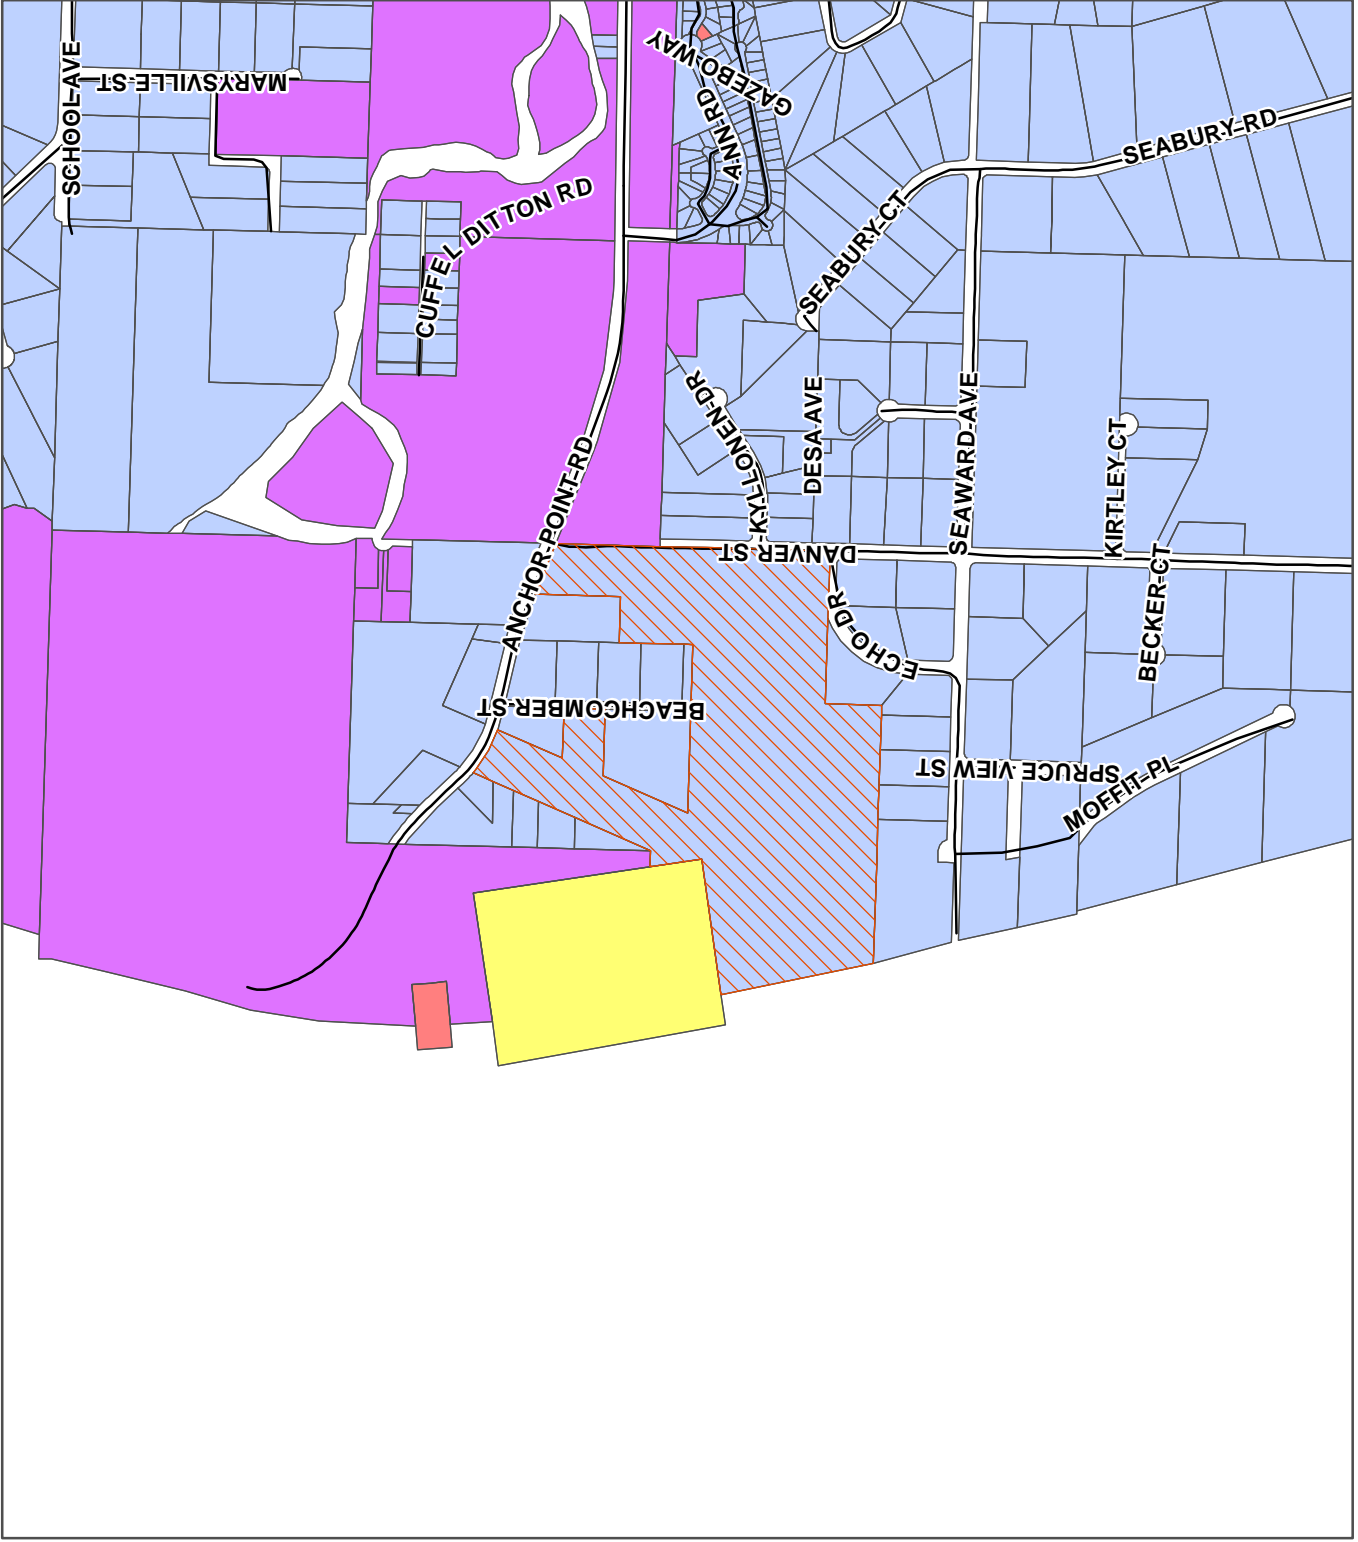 GAZEBO WAY
SCHOOL AVE
MARYSVILLE ST
ANN RD
SEABURY RD
CUFFEL DITTON RD
SEABURY CT
KYLLONEN DR
DESA AVE
SEAWARD AVE
KIRTLEY CT
ANCHOR POINT RD
DANVER ST
ECHO DR
BECKER CT
BEACHCOMBER ST
SPRUCE VIEW ST
MOFFIT PL